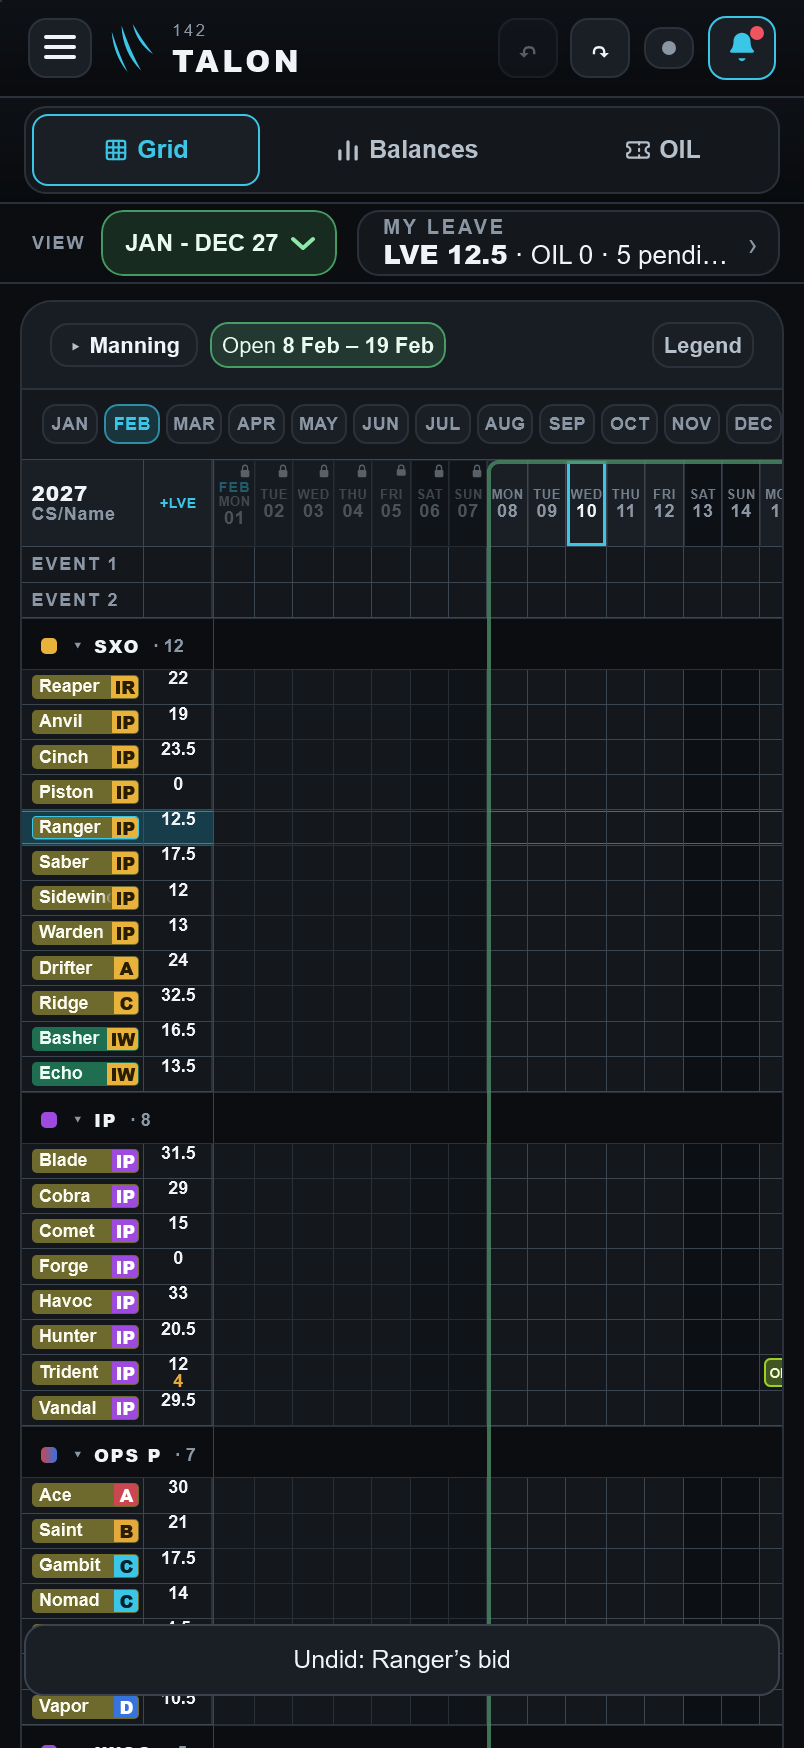 142
TALON
Grid
Balances
OIL
VIEW
JAN - DEC 27
MY LEAVE
LVE 12.5 · OIL 0 · 5 pendi…
Manning
Open 8 Feb – 19 Feb
Legend
JAN FEB MAR APR MAY JUN JUL AUG SEP OCT NOV DEC
2027
CS/Name
+LVE
FEB
MON TUE WED THU FRI SAT SUN MON TUE WED THU FRI SAT SUN
01 02 03 04 05 06 07 08 09 10 11 12 13 14
EVENT 1
EVENT 2
SXO · 12
Reaper IR 22
Anvil IP 19
Cinch IP 23.5
Piston IP 0
Ranger IP 12.5
Saber IP 17.5
Sidewin IP 12
Warden IP 13
Drifter A 24
Ridge C 32.5
Basher IW 16.5
Echo IW 13.5
IP · 8
Blade IP 31.5
Cobra IP 29
Comet IP 15
Forge IP 0
Havoc IP 33
Hunter IP 20.5
Trident IP 12
4
Vandal IP 29.5
OPS P · 7
Ace A 30
Saint B 21
Gambit C 17.5
Nomad C 14
Undid: Ranger’s bid
Vapor D 10.5